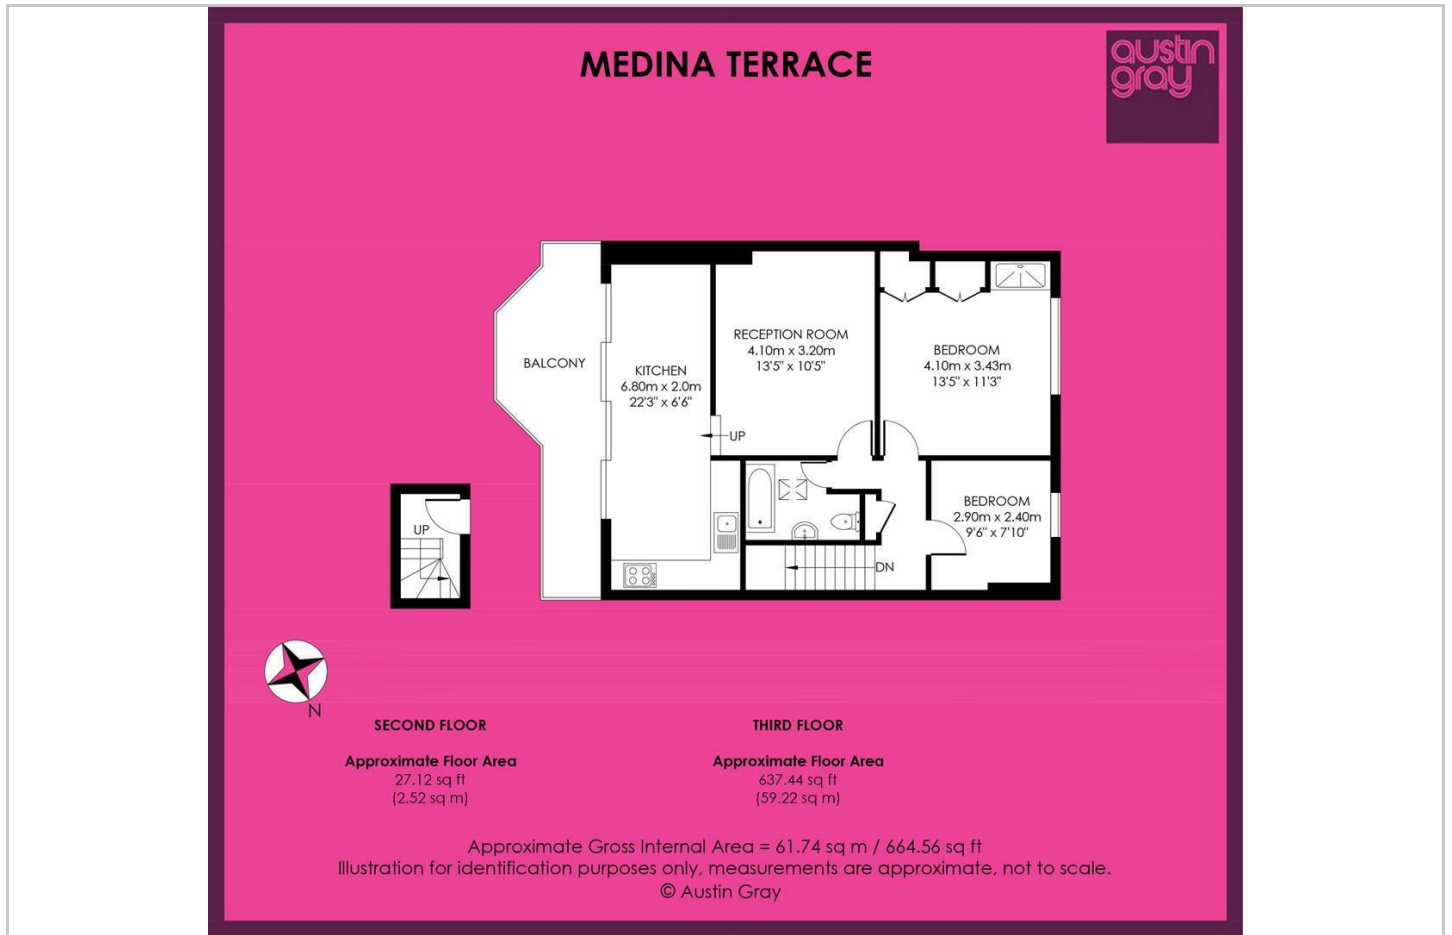 MEDINA TERRACE
austin
gray
BALCONY
KITCHEN
6.80m x 2.0m
22'3" x 6'6"
RECEPTION ROOM
4.10m x 3.20m
13'5" x 10'5"
UP
BEDROOM
4.10m x 3.43m
13'5" x 11'3"
BEDROOM
2.90m x 2.40m
9'6" x 7'10"
DN
UP
N
SECOND FLOOR
Approximate Floor Area
27.12 sq ft
(2.52 sq m)
THIRD FLOOR
Approximate Floor Area
637.44 sq ft
(59.22 sq m)
Approximate Gross Internal Area = 61.74 sq m / 664.56 sq ft
Illustration for identification purposes only, measurements are approximate, not to scale.
© Austin Gray